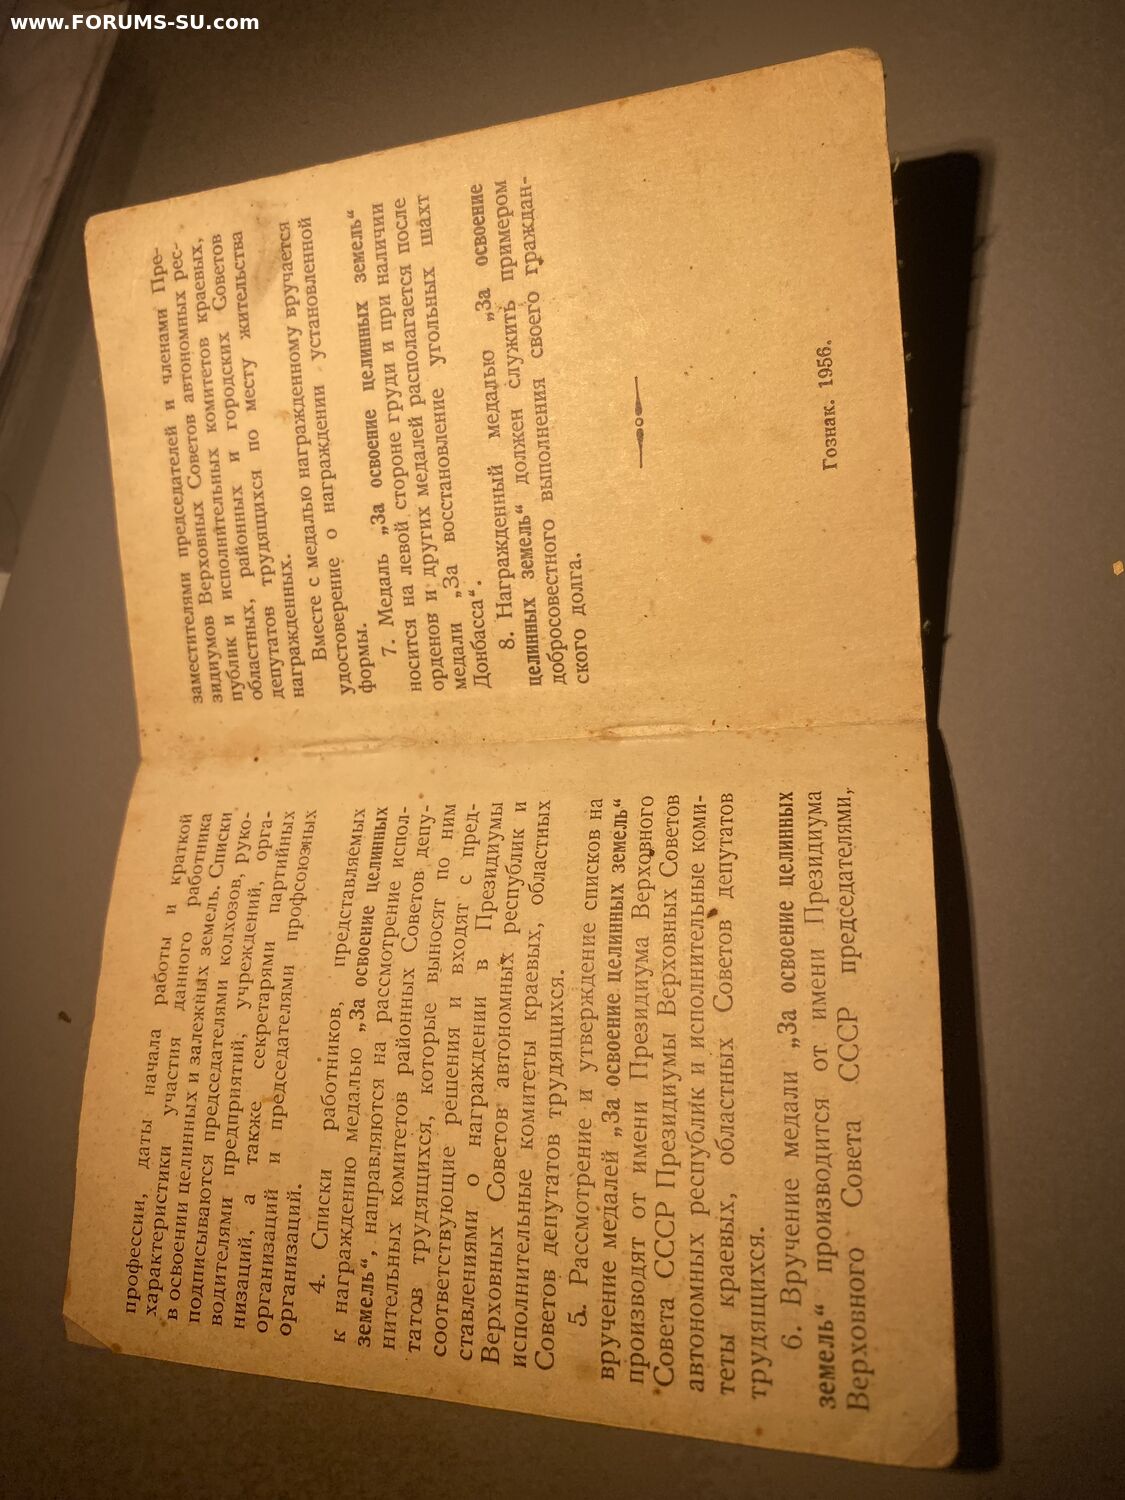 www.FORUMS-SU.com
профессии, даты начала работы и краткой
характеристики участия данного работника
в освоении целинных и залежных земель. Списки
подписываются председателями колхозов, руко-
водителями предприятий, учреждений, орга-
низаций, а также секретарями партийных
организаций и председателями профсоюзных
организаций.
4. Списки работников, представляемых
к награждению медалью „За освоение целинных
земель“, направляются на рассмотрение испол-
нительных комитетов районных Советов депу-
татов трудящихся, которые выносят по ним
соответствующие решения и входят с пред-
ставлениями о награждении в Президиумы
Верховных Советов автономных республик и
исполнительные комитеты краевых, областных
Советов депутатов трудящихся.
5. Рассмотрение и утверждение списков на
вручение медалей „За освоение целинных земель“
производят от имени Президиума Верховного
Совета СССР Президиумы Верховных Советов
автономных республик и исполнительные коми-
теты краевых, областных Советов депутатов
трудящихся.
6. Вручение медали „За освоение целинных
земель“ производится от имени Президиума
Верховного Совета СССР председателями,
заместителями председателей и членами Пре-
зидиумов Верховных Советов автономных рес-
публик и исполнительных комитетов краевых,
областных, районных и городских Советов
депутатов трудящихся по месту жительства
награжденных.
Вместе с медалью награжденному вручается
удостоверение о награждении установленной
формы.
7. Медаль „За освоение целинных земель“
носится на левой стороне груди и при наличии
орденов и других медалей располагается после
медали „За восстановление угольных шахт
Донбасса“.
8. Награжденный медалью „За освоение
целинных земель“ должен служить примером
добросовестного выполнения своего граждан-
ского долга.
Гознак. 1956.